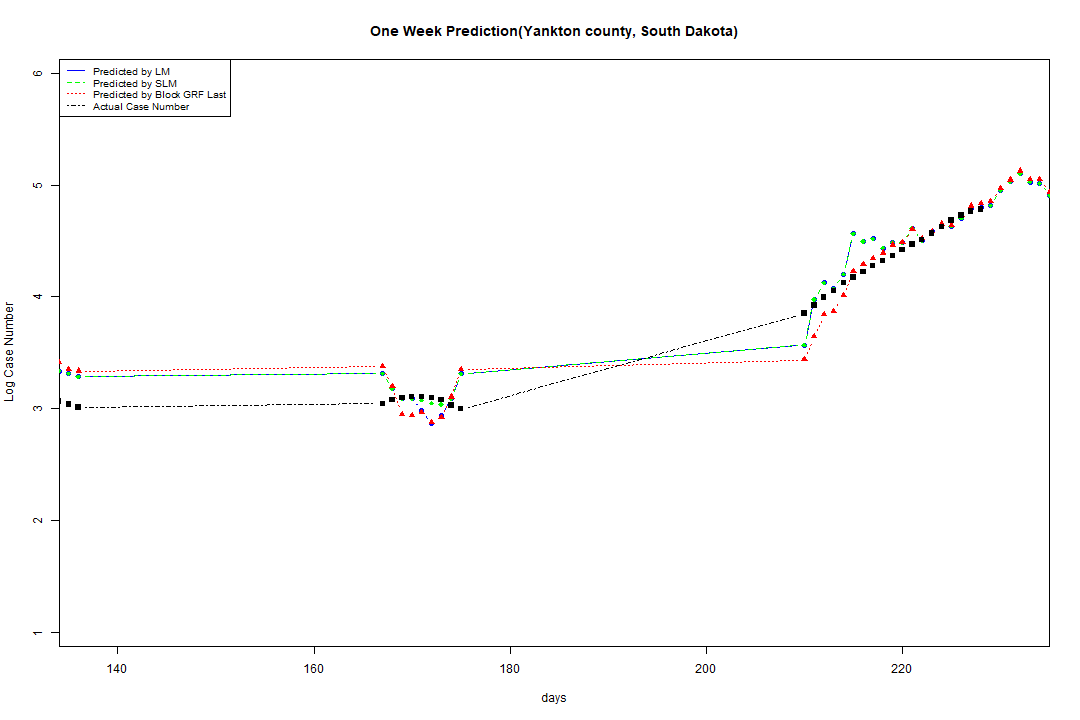 One Week Prediction(Yankton county, South Dakota)
Predicted by LM
Predicted by SLM
Predicted by Block GRF Last
Actual Case Number
6
5
4
3
2
1
Log Case Number
140 160 180 200 220
days